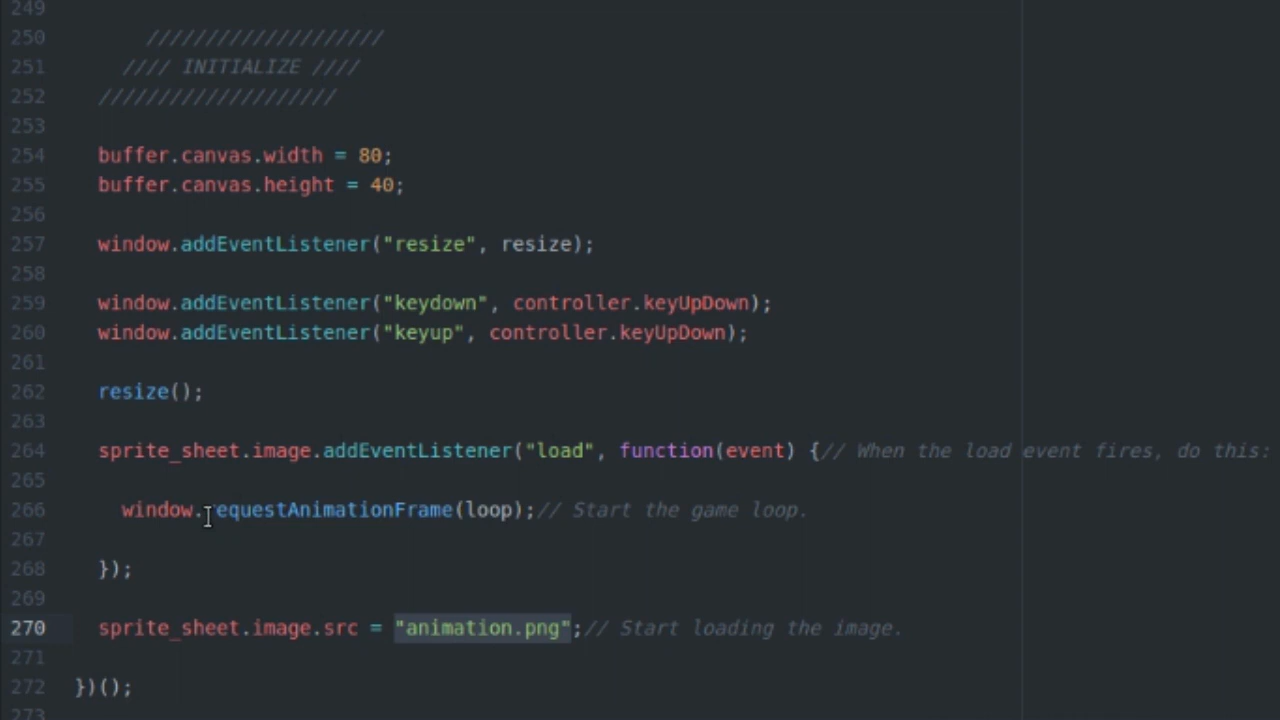 249
250 ////////////////////
251 //// INITIALIZE ////
252 ////////////////////
253
254 buffer.canvas.width = 80;
255 buffer.canvas.height = 40;
256
257 window.addEventListener("resize", resize);
258
259 window.addEventListener("keydown", controller.keyUpDown);
260 window.addEventListener("keyup", controller.keyUpDown);
261
262 resize();
263
264 sprite_sheet.image.addEventListener("load", function(event) {// When the load event fires, do this:
265
266 window.requestAnimationFrame(loop);// Start the game loop.
267
268 });
269
270 sprite_sheet.image.src = "animation.png";// Start loading the image.
271
272 })();
273